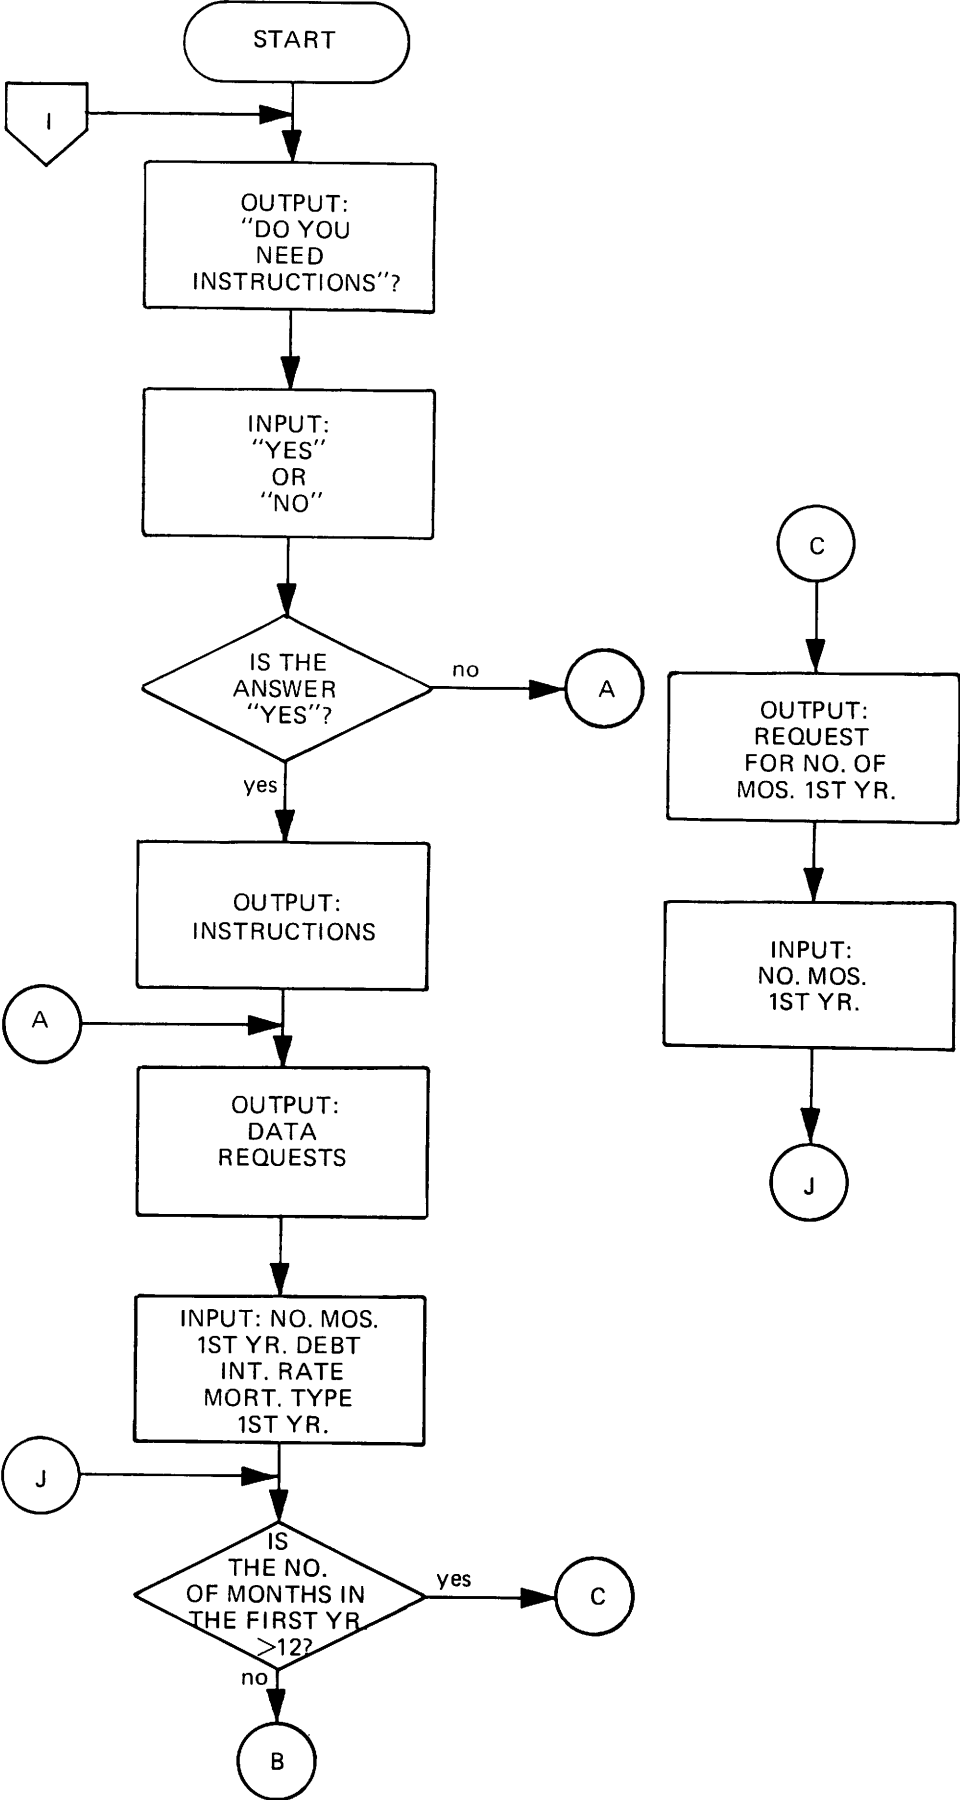 START
I
OUTPUT:
"DO YOU
NEED
INSTRUCTIONS"?
INPUT:
"YES"
OR
"NO"
IS THE
ANSWER
"YES"?
no
A
yes
OUTPUT:
INSTRUCTIONS
A
OUTPUT:
DATA
REQUESTS
INPUT: NO. MOS.
1ST YR. DEBT
INT. RATE
MORT. TYPE
1ST YR.
J
IS
THE NO.
OF MONTHS IN
THE FIRST YR.
>12?
yes
C
no
B
C
OUTPUT:
REQUEST
FOR NO. OF
MOS. 1ST YR.
INPUT:
NO. MOS.
1ST YR.
J